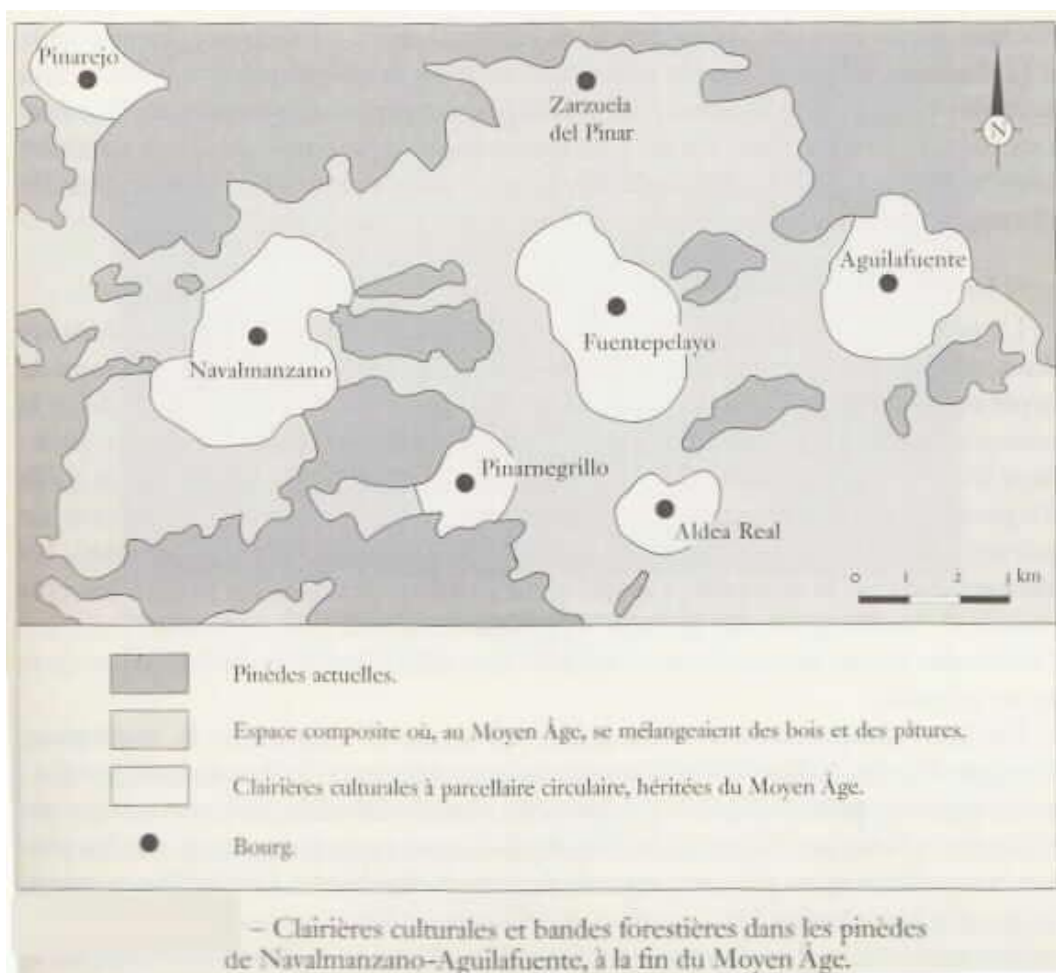 Pinarejo
Zarzuela
del Pinar
N
Aguilafuente
Fuentepelayo
Navalmanzano
Pinarnegrillo
Aldea Real
0 1 2 3 km
Pinédes actuelles.
Espace composite où, au Moyen Âge, se mélangeaient des bois et des pâtures.
Clairières culturales à parcellaire circulaire, héritées du Moyen Âge.
Bourg.
– Clairières culturales et bandes forestières dans les pinèdes
de Navalmanzano-Aguilafuente, à la fin du Moyen Âge.